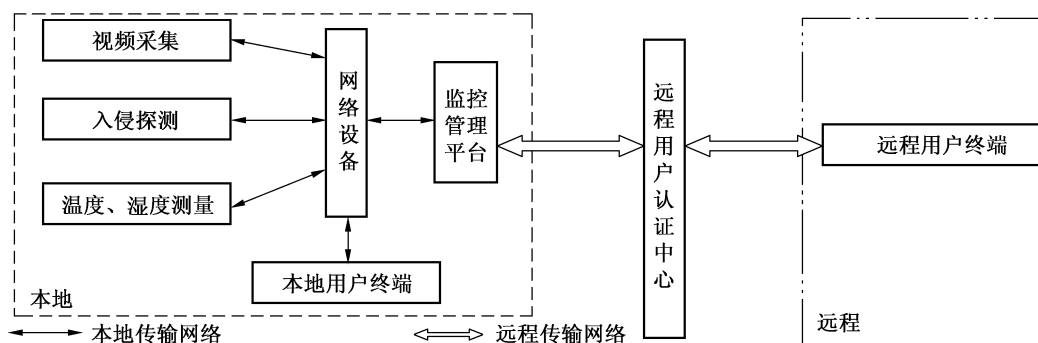 视频采集
入侵探测
温度、湿度测量
网络设备
监控
管理
平台
本地用户终端
本地
远程用户认证中心
远程用户终端
远程
本地传输网络
远程传输网络